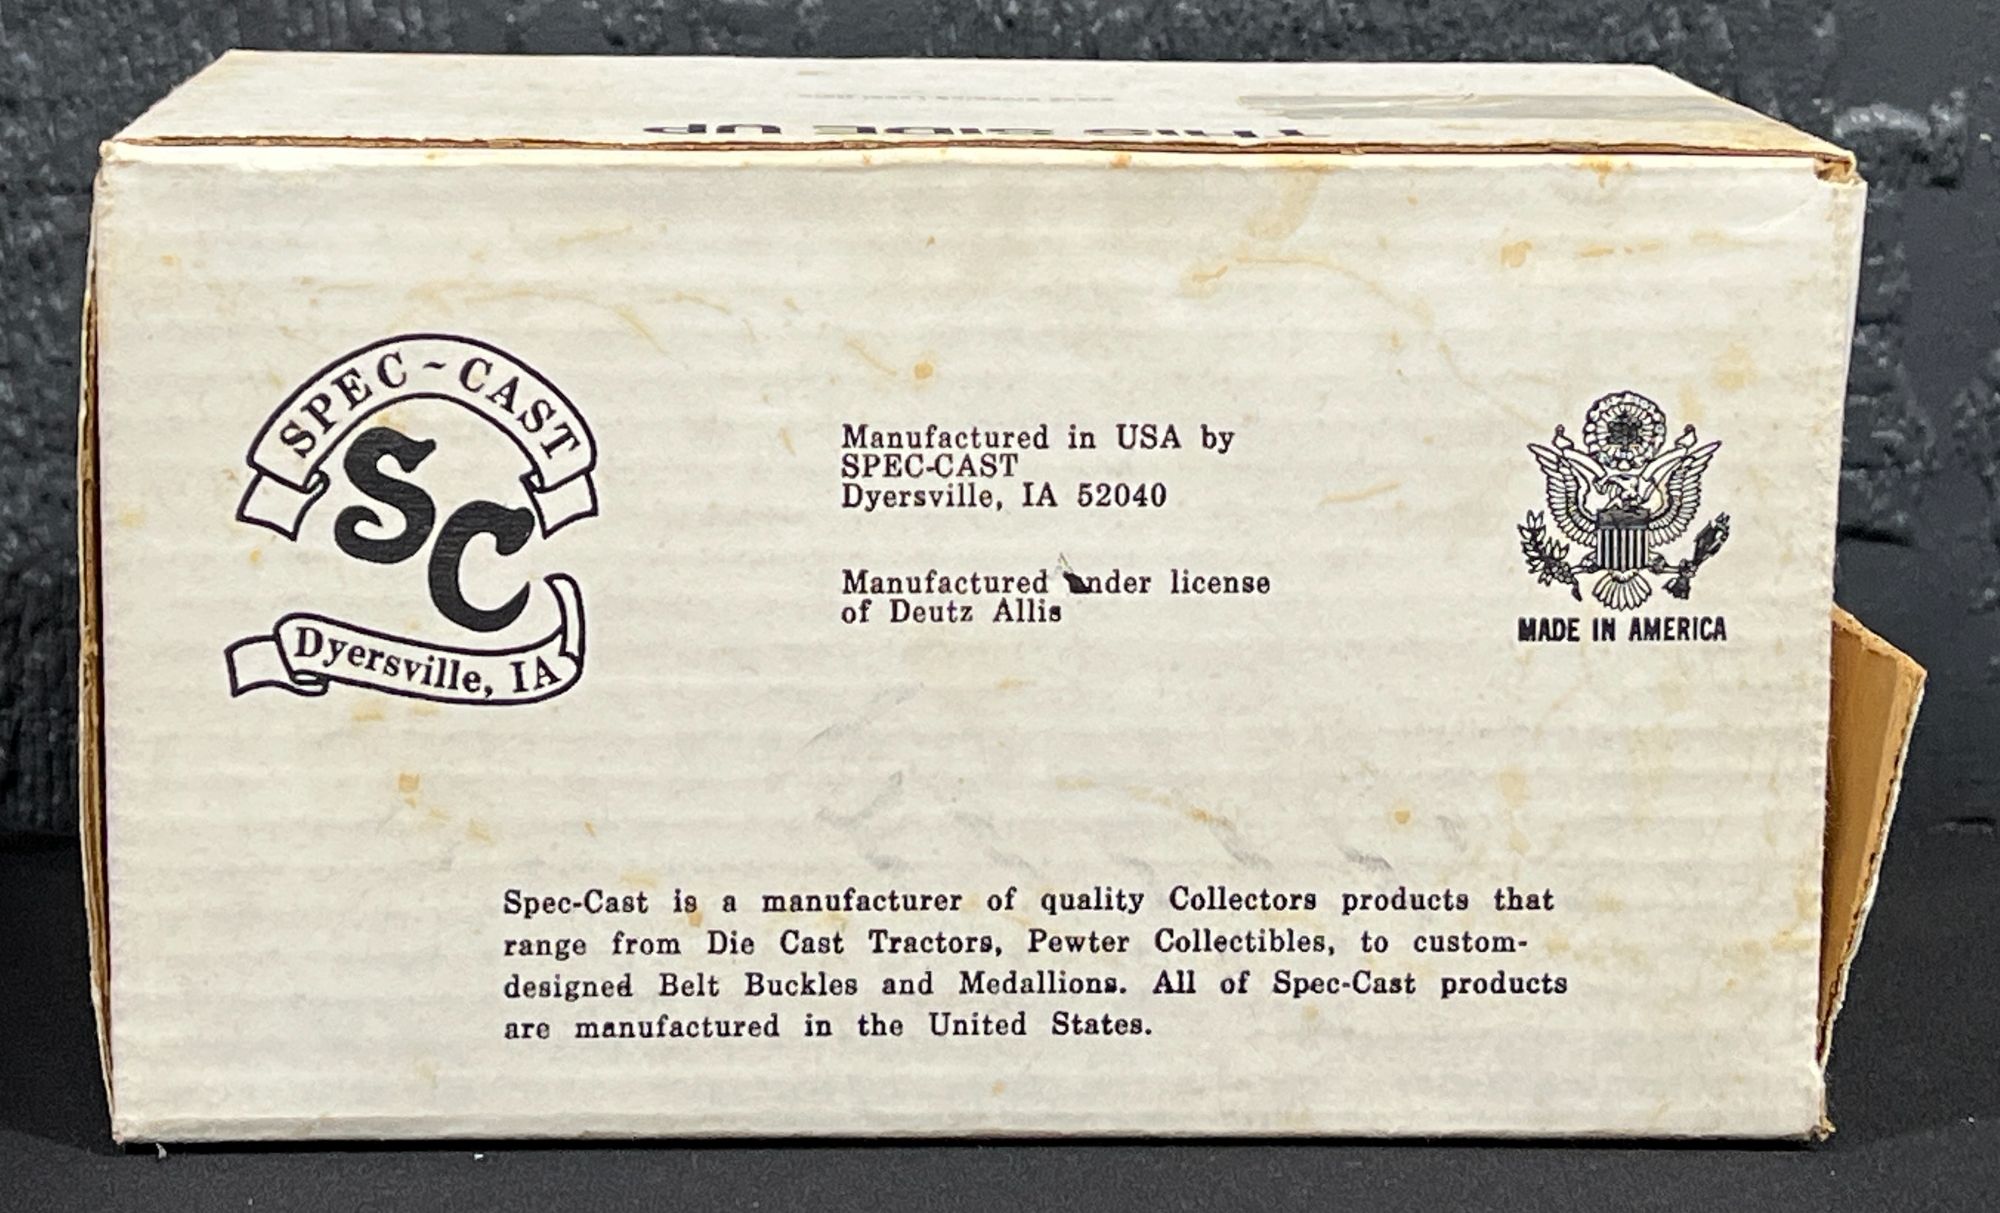 THIS SIDE UP
SPEC~CAST
SC
Dyersville, IA
Manufactured in USA by
SPEC-CAST
Dyersville, IA 52040
Manufactured under license
of Deutz Allis
MADE IN AMERICA
Spec-Cast is a manufacturer of quality Collectors products that
range from Die Cast Tractors, Pewter Collectibles, to custom-
designed Belt Buckles and Medallions. All of Spec-Cast products
are manufactured in the United States.